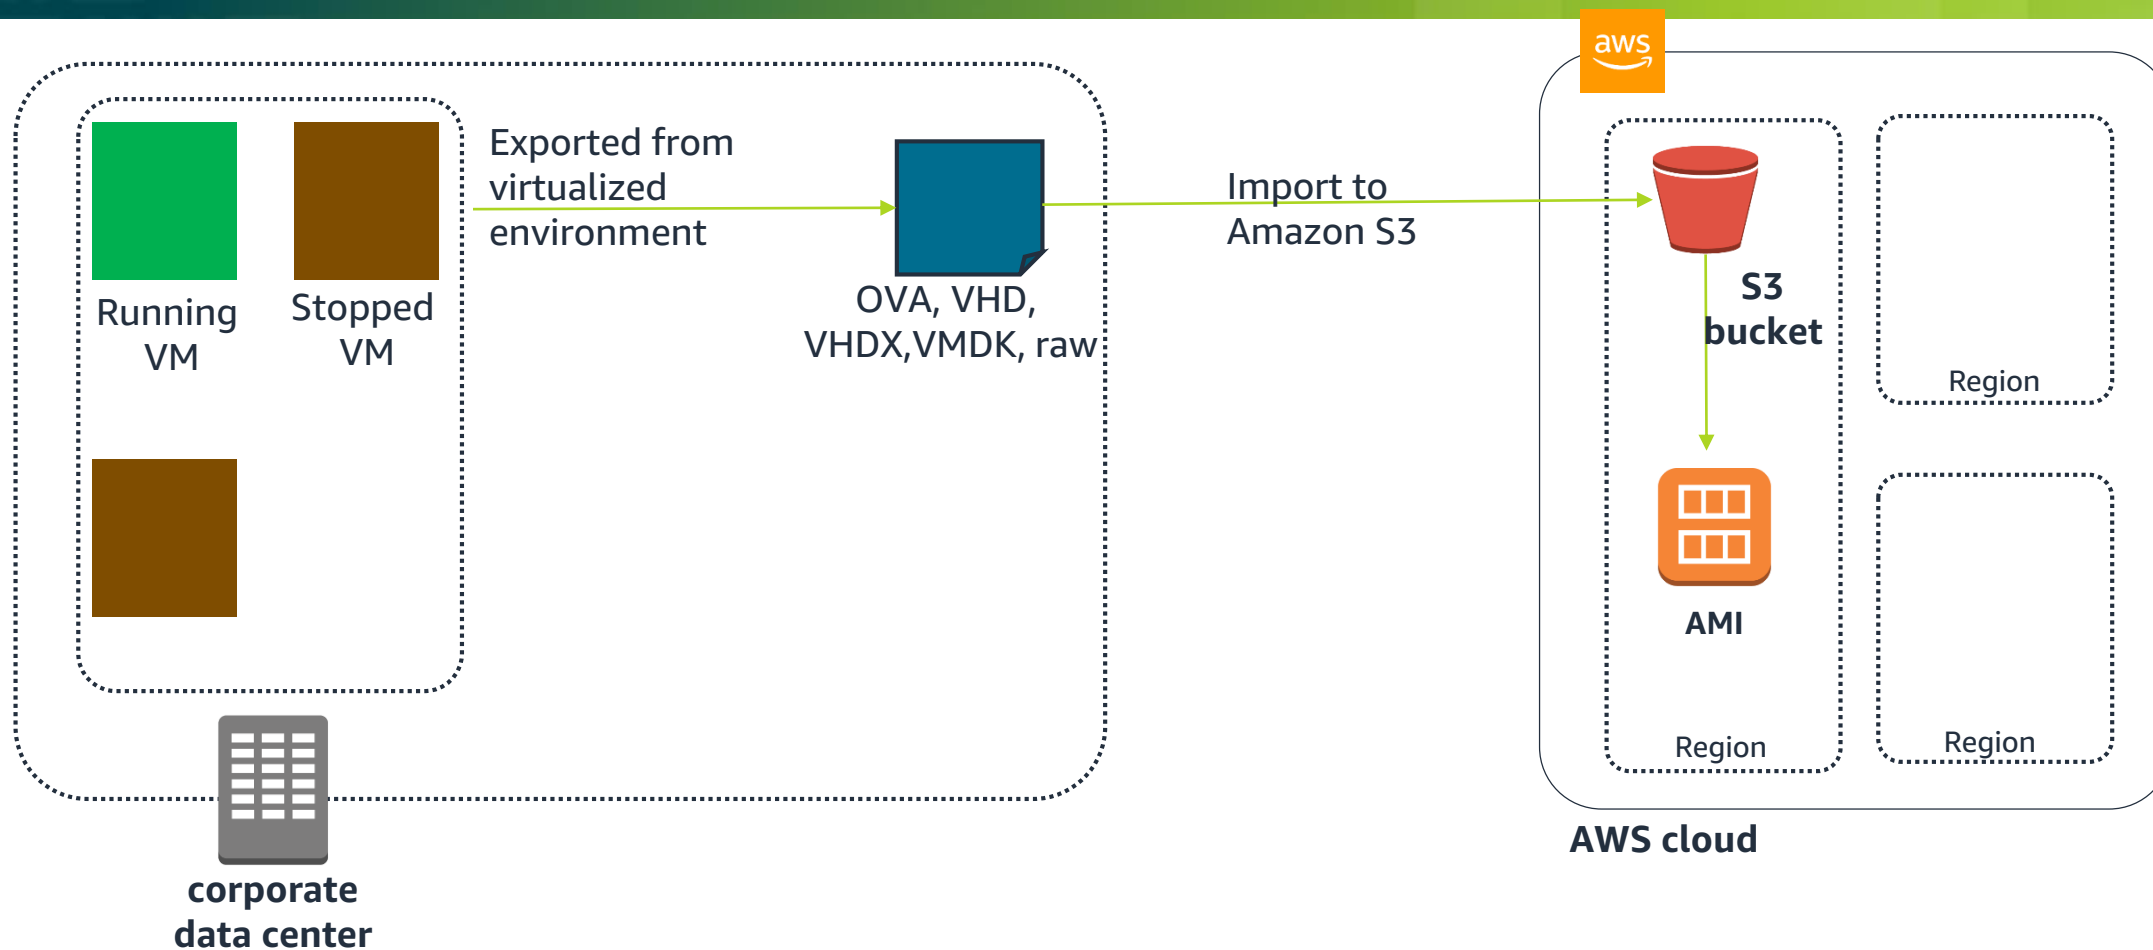 aws
Exported from
virtualized
environment
Running
VM
Stopped
VM
OVA, VHD,
VHDX,VMDK, raw
Import to
Amazon S3
S3
bucket
AMI
Region
Region
Region
AWS cloud
corporate
data center